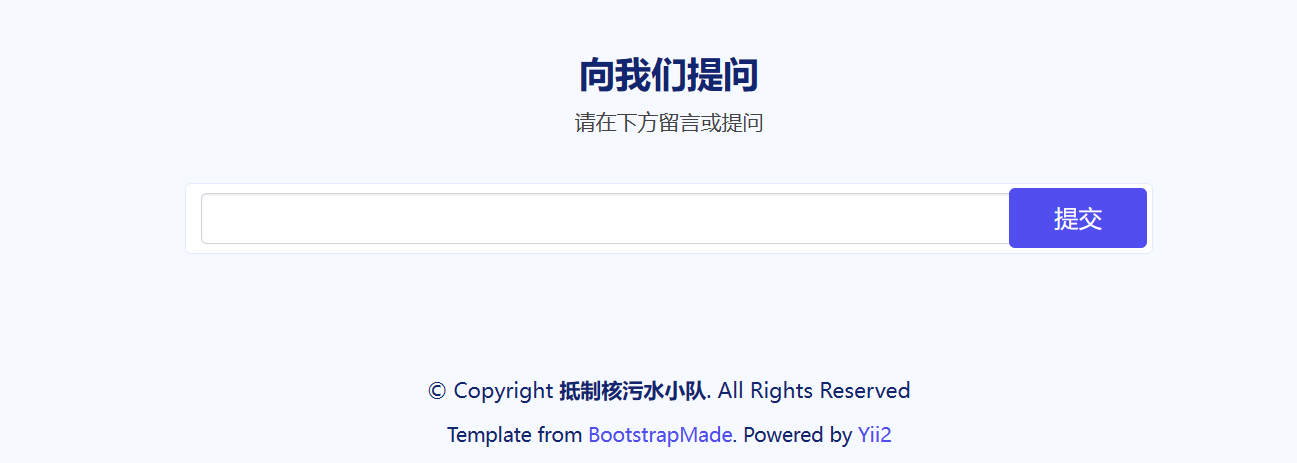 向我们提问
请在下方留言或提问
提交
© Copyright 抵制核污水小队. All Rights Reserved
Template from BootstrapMade. Powered by Yii2